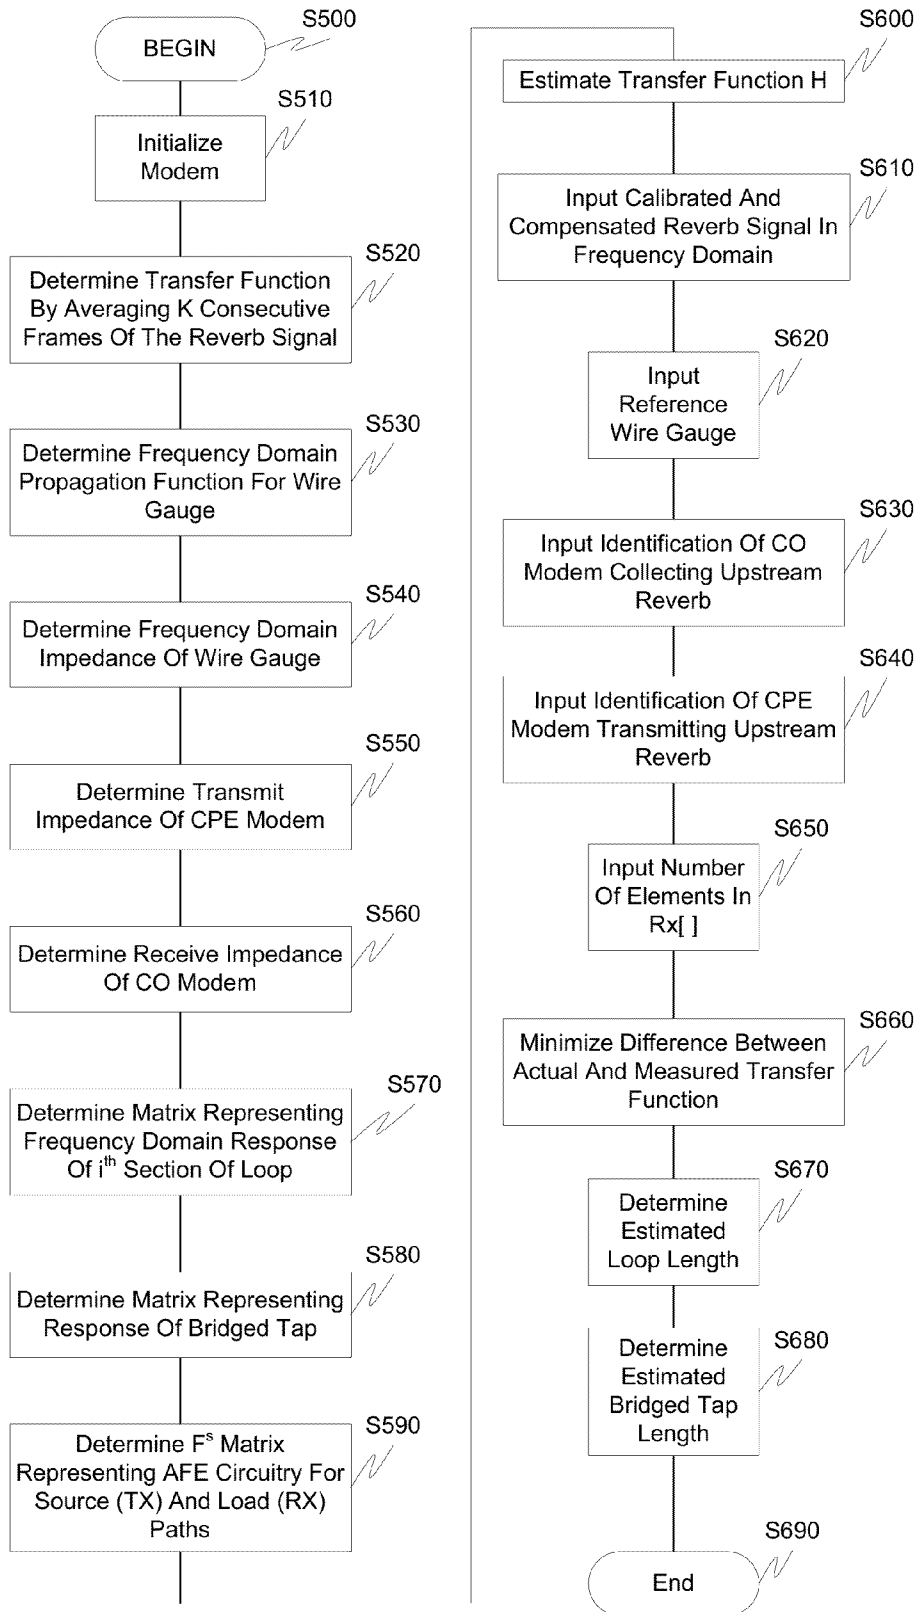 S500
BEGIN
S510
Initialize
Modem
S520
Determine Transfer Function
By Averaging K Consecutive
Frames Of The Reverb Signal
S530
Determine Frequency Domain
Propagation Function For Wire
Gauge
S540
Determine Frequency Domain
Impedance Of Wire Gauge
S550
Determine Transmit
Impedance Of CPE Modem
S560
Determine Receive Impedance
Of CO Modem
S570
Determine Matrix Representing
Frequency Domain Response
Of iᵗʰ Section Of Loop
S580
Determine Matrix Representing
Response Of Bridged Tap
S590
Determine Fˢ Matrix
Representing AFE Circuitry For
Source (TX) And Load (RX)
Paths
S600
Estimate Transfer Function H
S610
Input Calibrated And
Compensated Reverb Signal In
Frequency Domain
S620
Input
Reference
Wire Gauge
S630
Input Identification Of CO
Modem Collecting Upstream
Reverb
S640
Input Identification Of CPE
Modem Transmitting Upstream
Reverb
S650
Input Number
Of Elements In
Rx[ ]
S660
Minimize Difference Between
Actual And Measured Transfer
Function
S670
Determine
Estimated
Loop Length
S680
Determine
Estimated
Bridged Tap
Length
S690
End